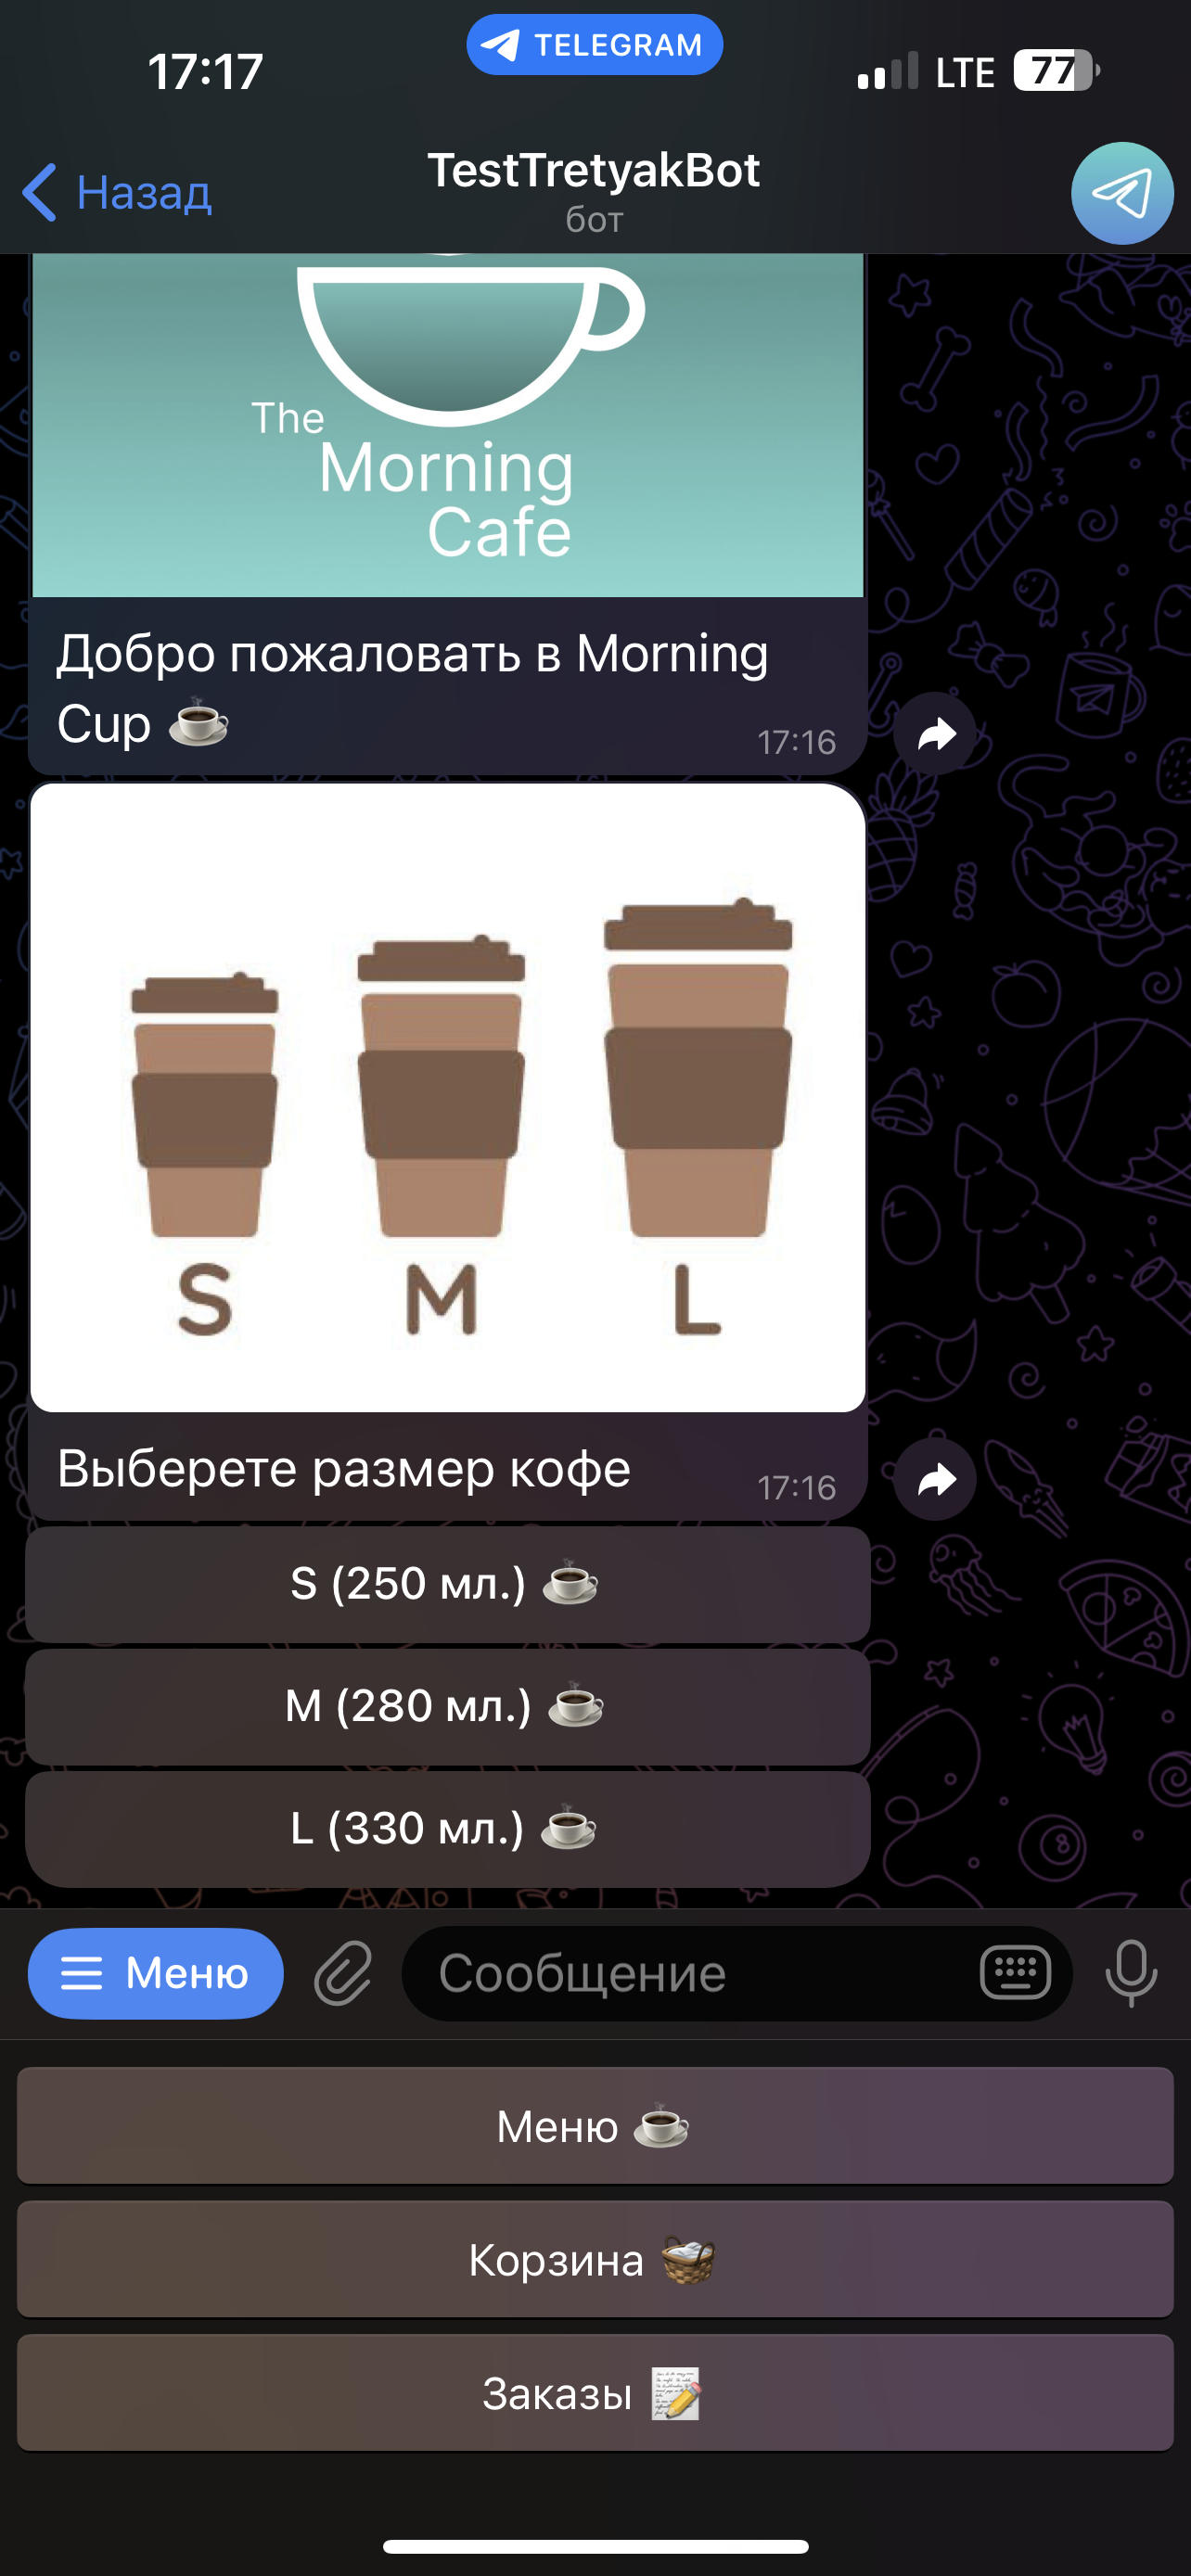 17:17
TELEGRAM
LTE
77
Назад
TestTretyakBot
бот
The
Morning
Cafe
Добро пожаловать в Morning
Cup ☕
17:16
S M L
Выберете размер кофе
17:16
S (250 мл.) ☕
M (280 мл.) ☕
L (330 мл.) ☕
Меню
Сообщение
Меню ☕
Корзина 🧺
Заказы 📝